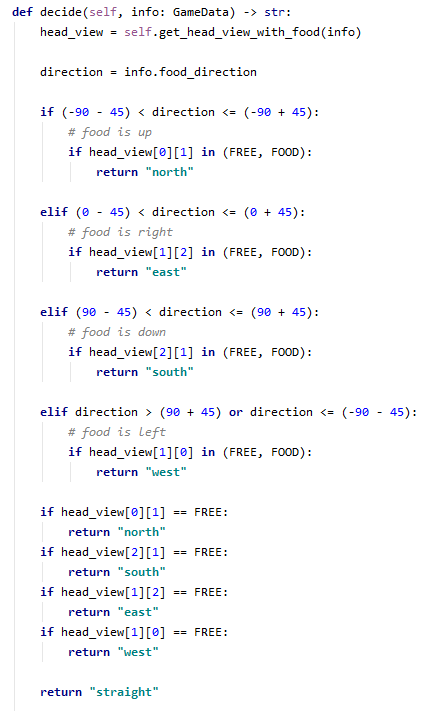 def decide(self, info: GameData) -> str:
    head_view = self.get_head_view_with_food(info)

    direction = info.food_direction

    if (-90 - 45) < direction <= (-90 + 45):
        # food is up
        if head_view[0][1] in (FREE, FOOD):
            return "north"

    elif (0 - 45) < direction <= (0 + 45):
        # food is right
        if head_view[1][2] in (FREE, FOOD):
            return "east"

    elif (90 - 45) < direction <= (90 + 45):
        # food is down
        if head_view[2][1] in (FREE, FOOD):
            return "south"

    elif direction > (90 + 45) or direction <= (-90 - 45):
        # food is left
        if head_view[1][0] in (FREE, FOOD):
            return "west"

    if head_view[0][1] == FREE:
        return "north"
    if head_view[2][1] == FREE:
        return "south"
    if head_view[1][2] == FREE:
        return "east"
    if head_view[1][0] == FREE:
        return "west"

    return "straight"